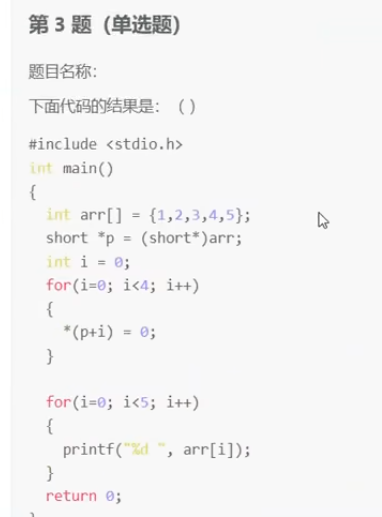 第 3 题（单选题）
题目名称：
下面代码的结果是：（ ）
#include <stdio.h>
int main()
{
  int arr[] = {1,2,3,4,5};
  short *p = (short*)arr;
  int i = 0;
  for(i=0; i<4; i++)
  {
    *(p+i) = 0;
  }

  for(i=0; i<5; i++)
  {
    printf("%d ", arr[i]);
  }
  return 0;
}